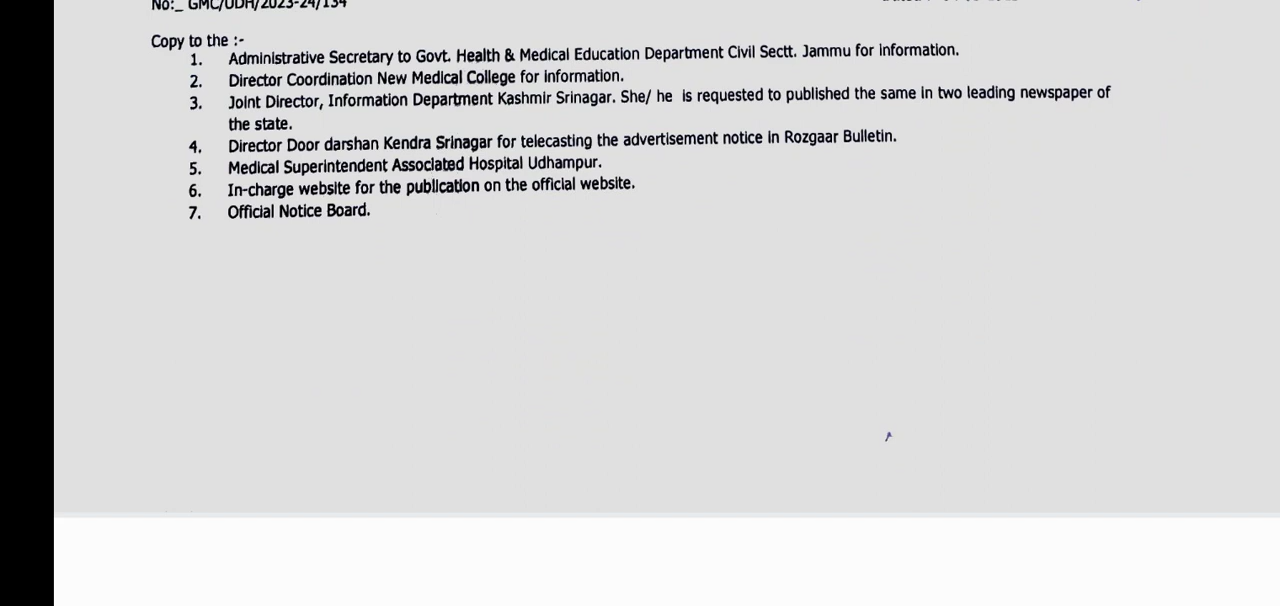 No:_ GMC/UDH/2023-24/134
Copy to the :-
1. Administrative Secretary to Govt. Health & Medical Education Department Civil Sectt. Jammu for information.
2. Director Coordination New Medical College for information.
3. Joint Director, Information Department Kashmir Srinagar. She/ he is requested to published the same in two leading newspaper of
the state.
4. Director Door darshan Kendra Srinagar for telecasting the advertisement notice in Rozgaar Bulletin.
5. Medical Superintendent Associated Hospital Udhampur.
6. In-charge website for the publication on the official website.
7. Official Notice Board.